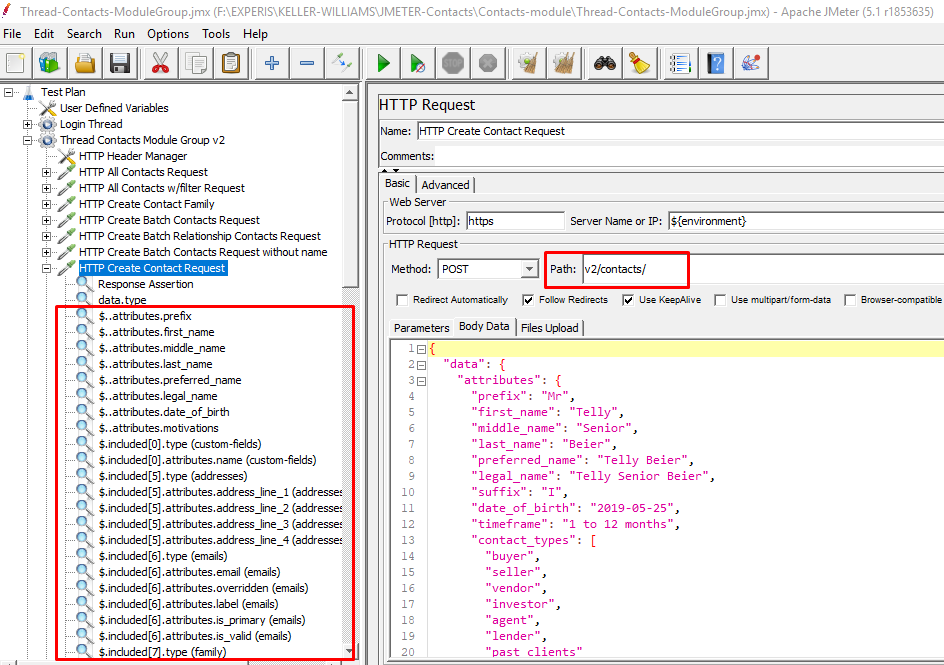 Thread-Contacts-ModuleGroup.jmx (F:\EXPERIS\KELLER-WILLIAMS\JMETER-Contacts\Contacts-module\Thread-Contacts-ModuleGroup.jmx) - Apache JMeter (5.1 r1853635)
File Edit Search Run Options Tools Help
STOP
Test Plan
User Defined Variables
Login Thread
Thread Contacts Module Group v2
HTTP Header Manager
HTTP All Contacts Request
HTTP All Contacts w/filter Request
HTTP Create Contact Family
HTTP Create Batch Contacts Request
HTTP Create Batch Relationship Contacts Request
HTTP Create Batch Contacts Request without name
HTTP Create Contact Request
Response Assertion
data.type
$..attributes.prefix
$..attributes.first_name
$..attributes.middle_name
$..attributes.last_name
$..attributes.preferred_name
$..attributes.legal_name
$..attributes.date_of_birth
$..attributes.motivations
$.included[0].type (custom-fields)
$.included[0].attributes.name (custom-fields)
$.included[5].type (addresses)
$.included[5].attributes.address_line_1 (addresses
$.included[5].attributes.address_line_2 (addresses
$.included[5].attributes.address_line_3 (addresses
$.included[5].attributes.address_line_4 (addresses
$.included[6].type (emails)
$.included[6].attributes.email (emails)
$.included[6].attributes.overridden (emails)
$.included[6].attributes.label (emails)
$.included[6].attributes.is_primary (emails)
$.included[6].attributes.is_valid (emails)
$.included[7].type (family)
HTTP Request
Name: HTTP Create Contact Request
Comments:
Basic Advanced
Web Server
Protocol [http]: https Server Name or IP: ${environment}
HTTP Request
Method: POST Path: v2/contacts/
Redirect Automatically Follow Redirects Use KeepAlive Use multipart/form-data Browser-compatible
Parameters Body Data Files Upload
1 {
2 "data": {
3 "attributes": {
4 "prefix": "Mr",
5 "first_name": "Telly",
6 "middle_name": "Senior",
7 "last_name": "Beier",
8 "preferred_name": "Telly Beier",
9 "legal_name": "Telly Senior Beier",
10 "suffix": "I",
11 "date_of_birth": "2019-05-25",
12 "timeframe": "1 to 12 months",
13 "contact_types": [
14 "buyer",
15 "seller",
16 "vendor",
17 "investor",
18 "agent",
19 "lender",
20 "past clients"